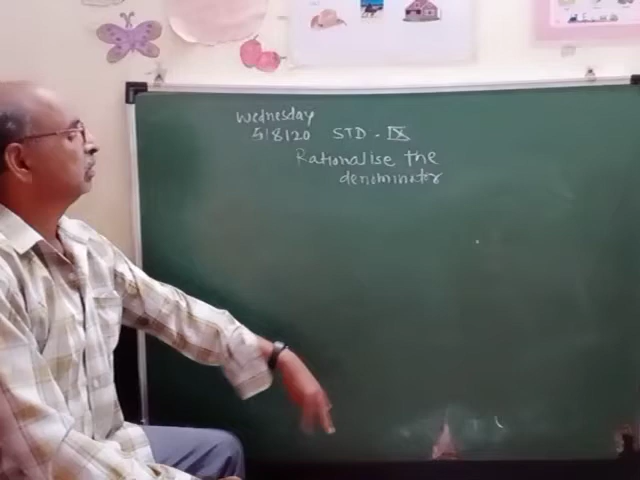 Wednesday
5/8/20 STD - IX
Rationalise the
denominator